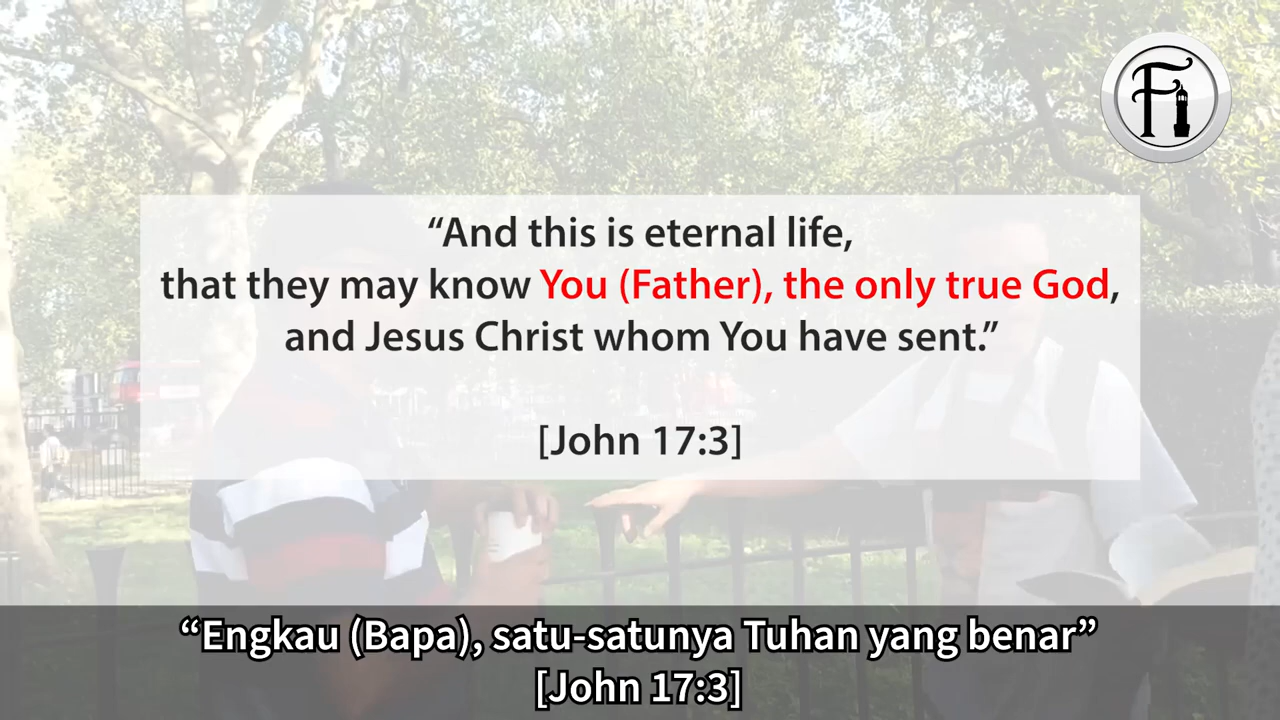 Fi
“And this is eternal life,
that they may know You (Father), the only true God,
and Jesus Christ whom You have sent.”
[John 17:3]
“Engkau (Bapa), satu-satunya Tuhan yang benar”
[John 17:3]